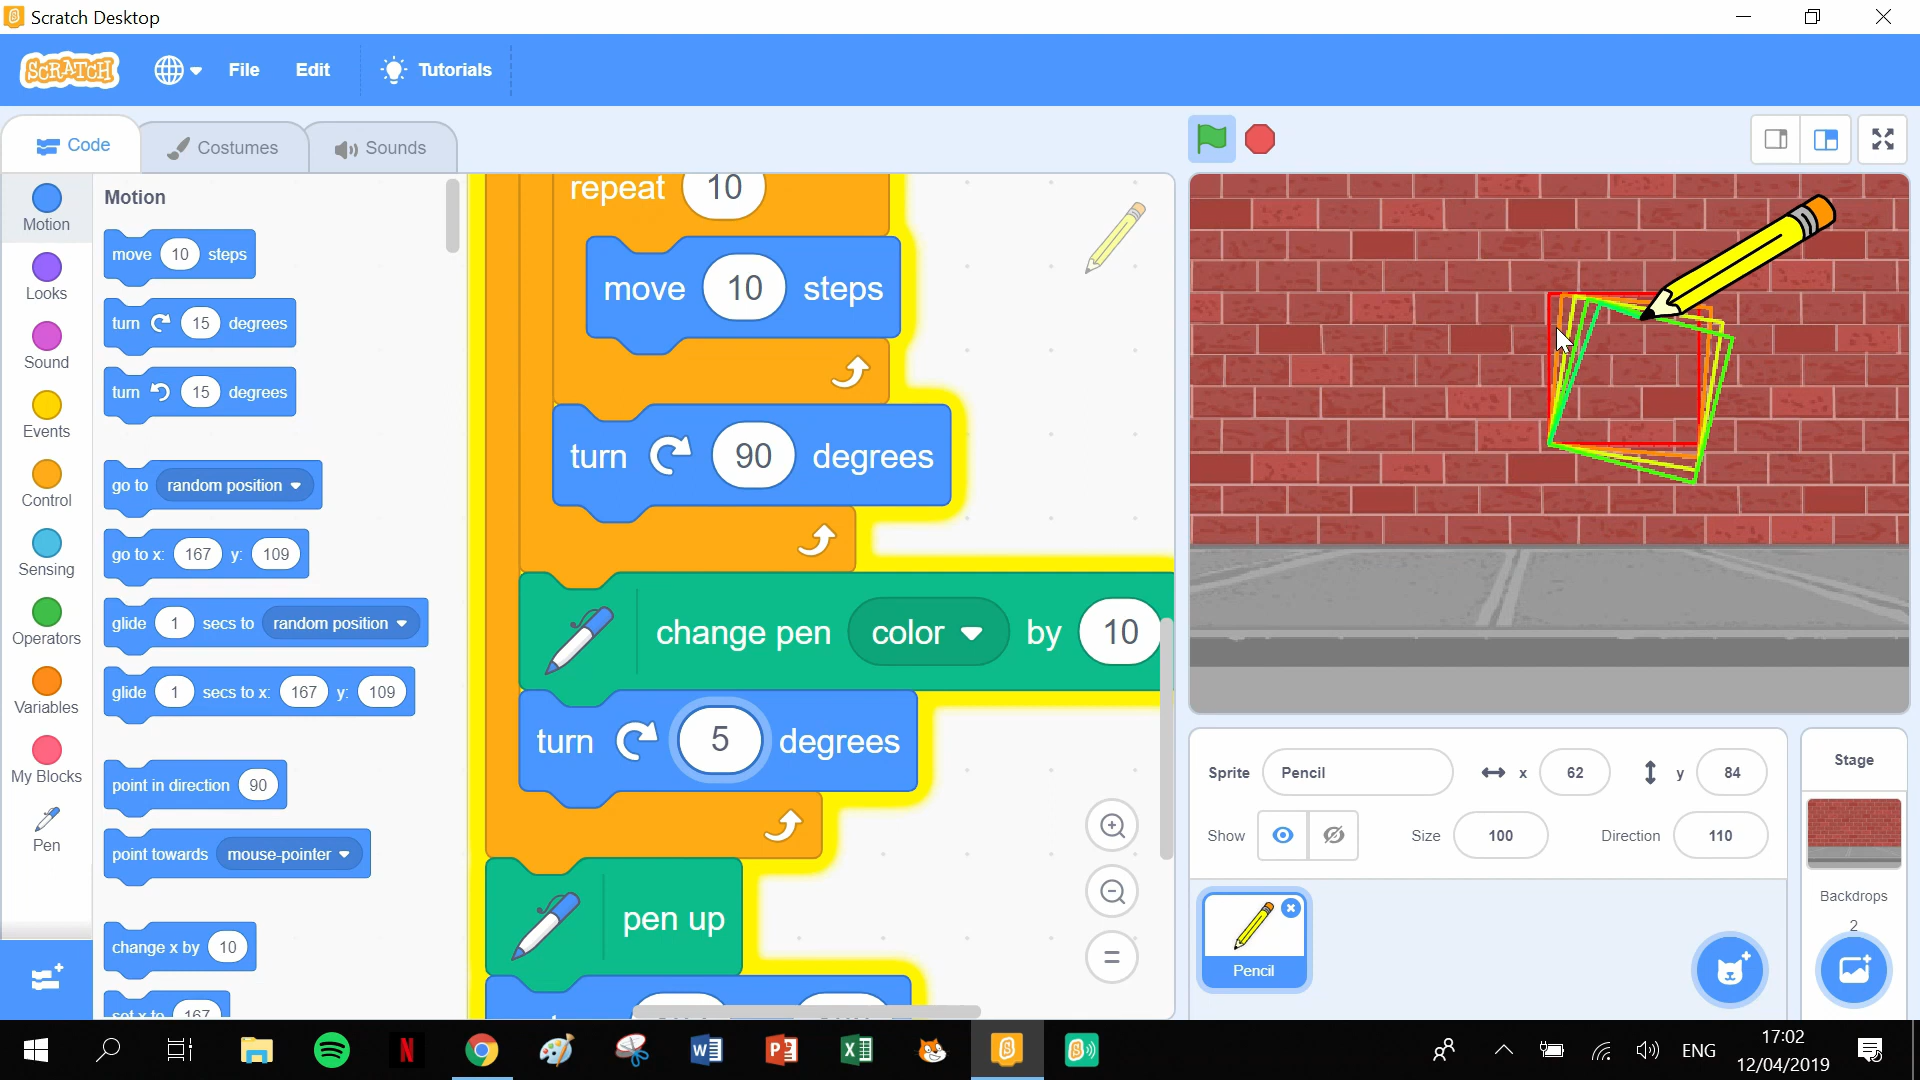 Scratch Desktop
SCRATCH File Edit Tutorials
Code Costumes Sounds
Motion
Looks
Sound
Events
Control
Sensing
Operators
Variables
My Blocks
Pen
Motion
move 10 steps
turn 15 degrees
turn 15 degrees
go to random position
go to x: 167 y: 109
glide 1 secs to random position
glide 1 secs to x: 167 y: 109
point in direction 90
point towards mouse-pointer
change x by 10
set x to 167
repeat 10
move 10 steps
turn 90 degrees
change pen color by 10
turn 5 degrees
pen up
Sprite Pencil x 62 y 84
Show Size 100 Direction 110
Pencil
Stage
Backdrops
2
ENG
17:02
12/04/2019